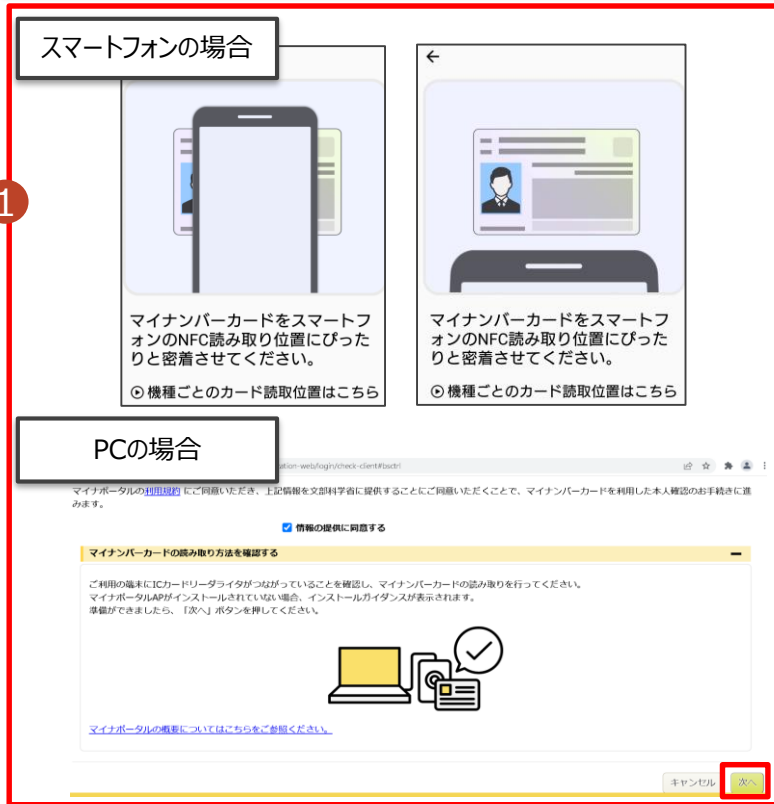 スマートフォンの場合
1
マイナンバーカードをスマートフ
ォンのNFC読み取り位置にぴった
りと密着させてください。
機種ごとのカード読取位置はこちら
マイナンバーカードをスマートフ
ォンのNFC読み取り位置にぴった
りと密着させてください。
機種ごとのカード読取位置はこちら
PCの場合
ation-web/login/check-client#bsctrl
マイナポータルの利用規約 にご同意いただき、上記情報を文部科学省に提供することにご同意いただくことで、マイナンバーカードを利用した本人確認のお手続きに進
みます。
情報の提供に同意する
マイナンバーカードの読み取り方法を確認する
ご利用の端末にICカードリーダライタがつながっていることを確認し、マイナンバーカードの読み取りを行ってください。
マイナポータルAPがインストールされていない場合、インストールガイダンスが表示されます。
準備ができましたら、「次へ」ボタンを押してください。
マイナポータルの概要についてはこちらをご参照ください。
キャンセル 次へ